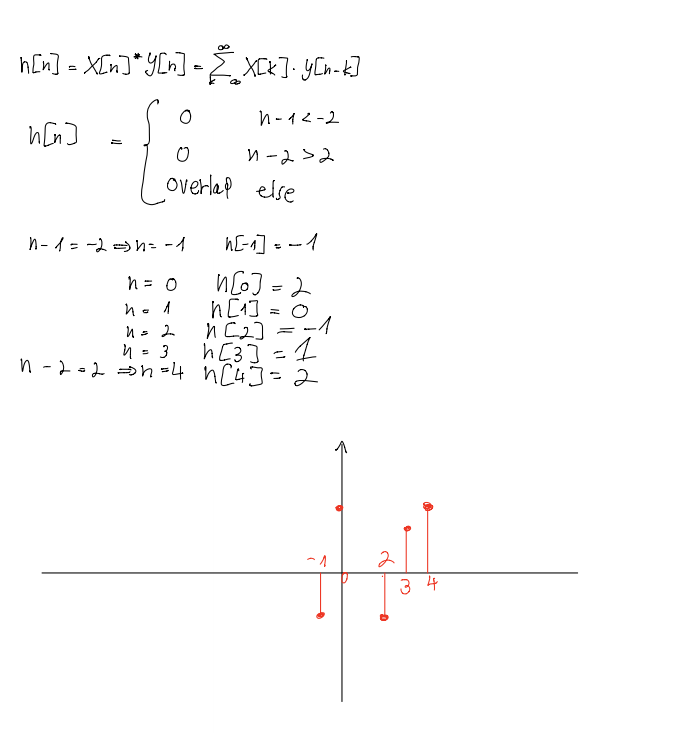 h[n] = X[n] * Y[n] = ∞ Σ k -∞ X[k] · Y[n-k]
h[n] = { 0 n-1 < -2
0 n-2 > 2
overlap else
n-1 = -2 ⇒ n = -1 h[-1] = -1
n = 0 h[0] = 2
n = 1 h[1] = 0
n = 2 h[2] = -1
n = 3 h[3] = 1
n - 2 = 2 ⇒ n = 4 h[4] = 2
-1 0 2 3 4